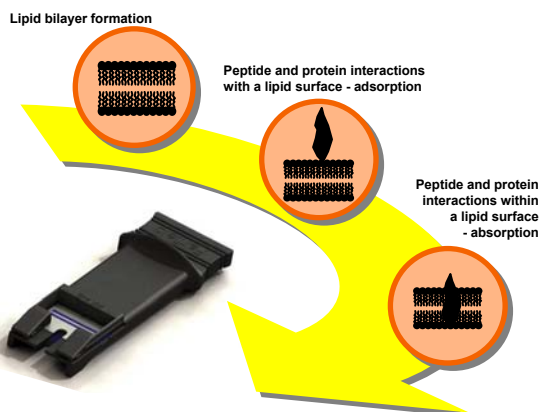 Lipid bilayer formation
Peptide and protein interactions
with a lipid surface - adsorption
Peptide and protein
interactions within
a lipid surface
- absorption